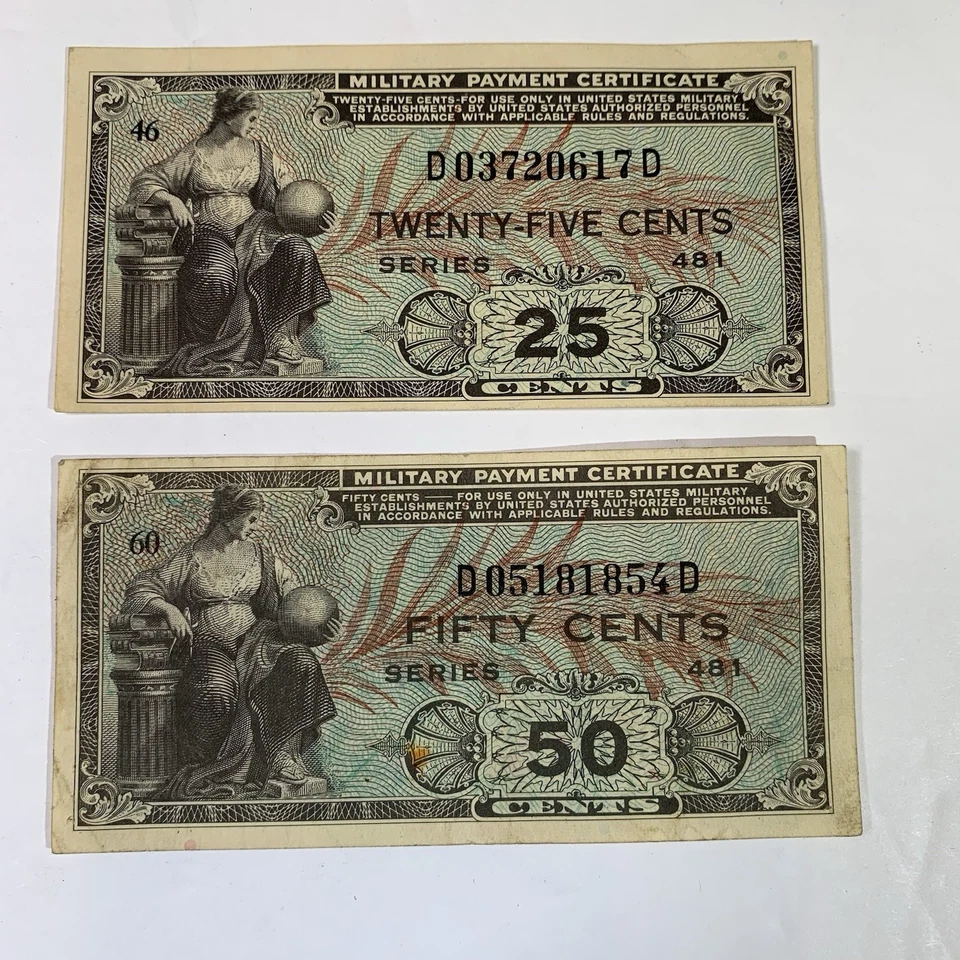 MILITARY PAYMENT CERTIFICATE
TWENTY-FIVE CENTS-FOR USE ONLY IN UNITED STATES MILITARY
ESTABLISHMENTS BY UNITED STATES AUTHORIZED PERSONNEL
IN ACCORDANCE WITH APPLICABLE RULES AND REGULATIONS.
46
D03720617D
TWENTY-FIVE CENTS
SERIES 481
25
CENTS
MILITARY PAYMENT CERTIFICATE
FIFTY CENTS — FOR USE ONLY IN UNITED STATES MILITARY
ESTABLISHMENTS BY UNITED STATES AUTHORIZED PERSONNEL
IN ACCORDANCE WITH APPLICABLE RULES AND REGULATIONS.
60
D05181854D
FIFTY CENTS
SERIES 481
50
CENTS